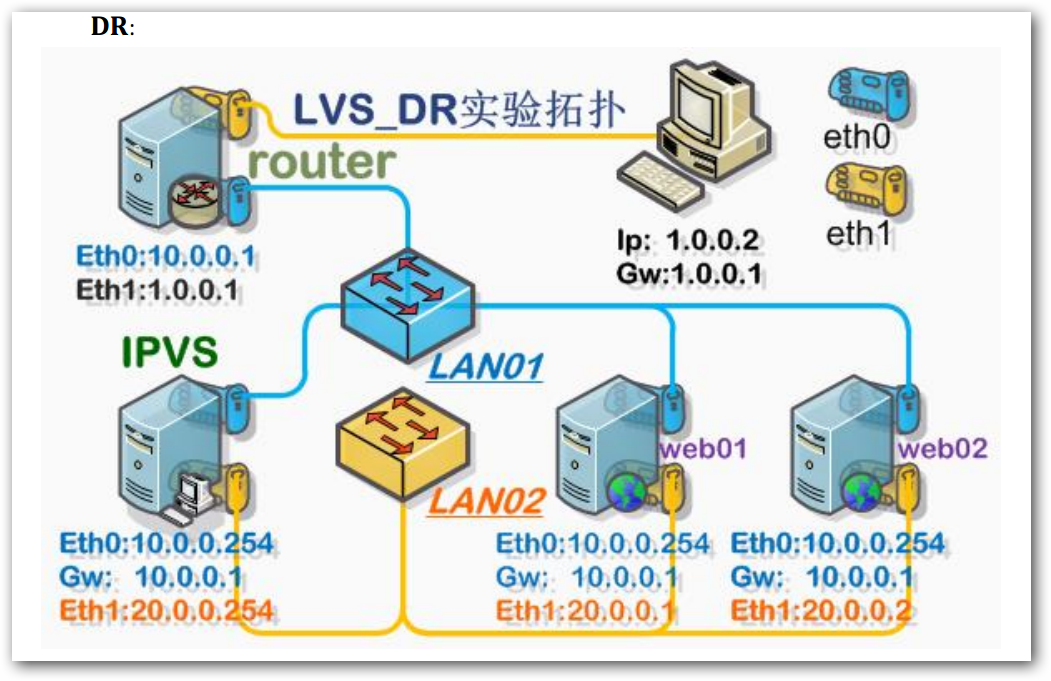 DR:
LVS_DR实验拓扑
eth0
router
eth1
Eth0:10.0.0.1
Eth1:1.0.0.1
Ip: 1.0.0.2
Gw:1.0.0.1
IPVS
LAN01
web01
web02
LAN02
Eth0:10.0.0.254
Gw: 10.0.0.1
Eth1:20.0.0.254
Eth0:10.0.0.254
Gw: 10.0.0.1
Eth1:20.0.0.1
Eth0:10.0.0.254
Gw: 10.0.0.1
Eth1:20.0.0.2